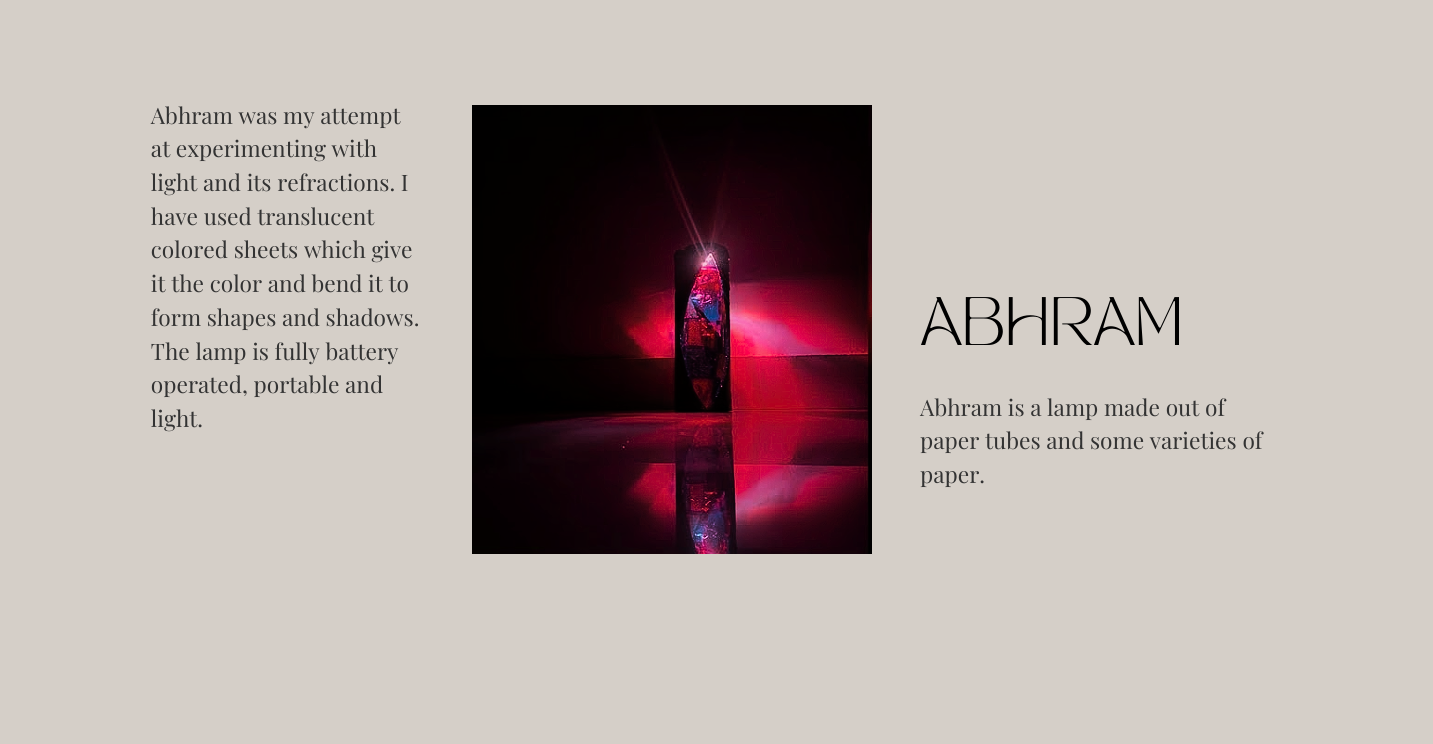 Abhram was my attempt
at experimenting with
light and its refractions. I
have used translucent
colored sheets which give
it the color and bend it to
form shapes and shadows.
The lamp is fully battery
operated, portable and
light.
ABHRAM
Abhram is a lamp made out of
paper tubes and some varieties of
paper.